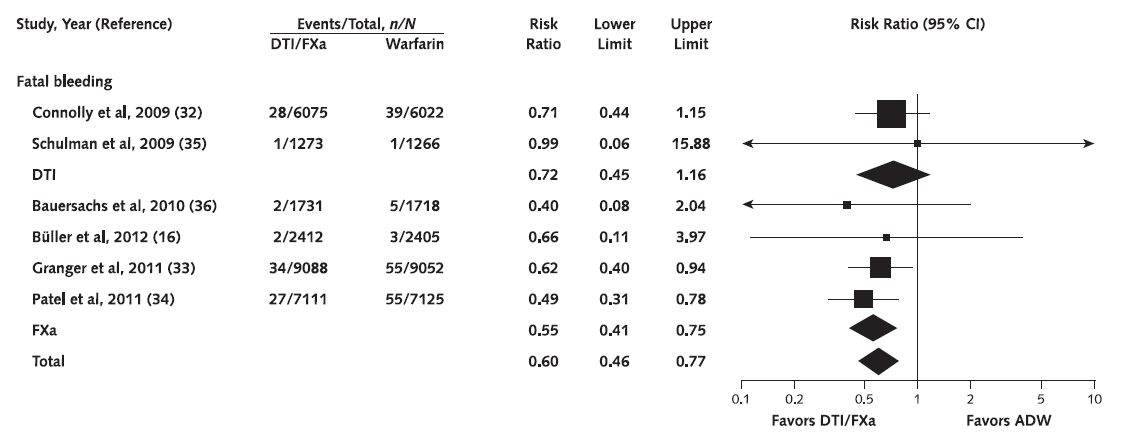 Study, Year (Reference) Events/Total, n/N Risk Lower Upper Risk Ratio (95% CI)
DTI/FXa Warfarin Ratio Limit Limit
Fatal bleeding
Connolly et al, 2009 (32) 28/6075 39/6022 0.71 0.44 1.15
Schulman et al, 2009 (35) 1/1273 1/1266 0.99 0.06 15.88
DTI 0.72 0.45 1.16
Bauersachs et al, 2010 (36) 2/1731 5/1718 0.40 0.08 2.04
Büller et al, 2012 (16) 2/2412 3/2405 0.66 0.11 3.97
Granger et al, 2011 (33) 34/9088 55/9052 0.62 0.40 0.94
Patel et al, 2011 (34) 27/7111 55/7125 0.49 0.31 0.78
FXa 0.55 0.41 0.75
Total 0.60 0.46 0.77
0.1 0.2 0.5 1 2 5 10
Favors DTI/FXa Favors ADW